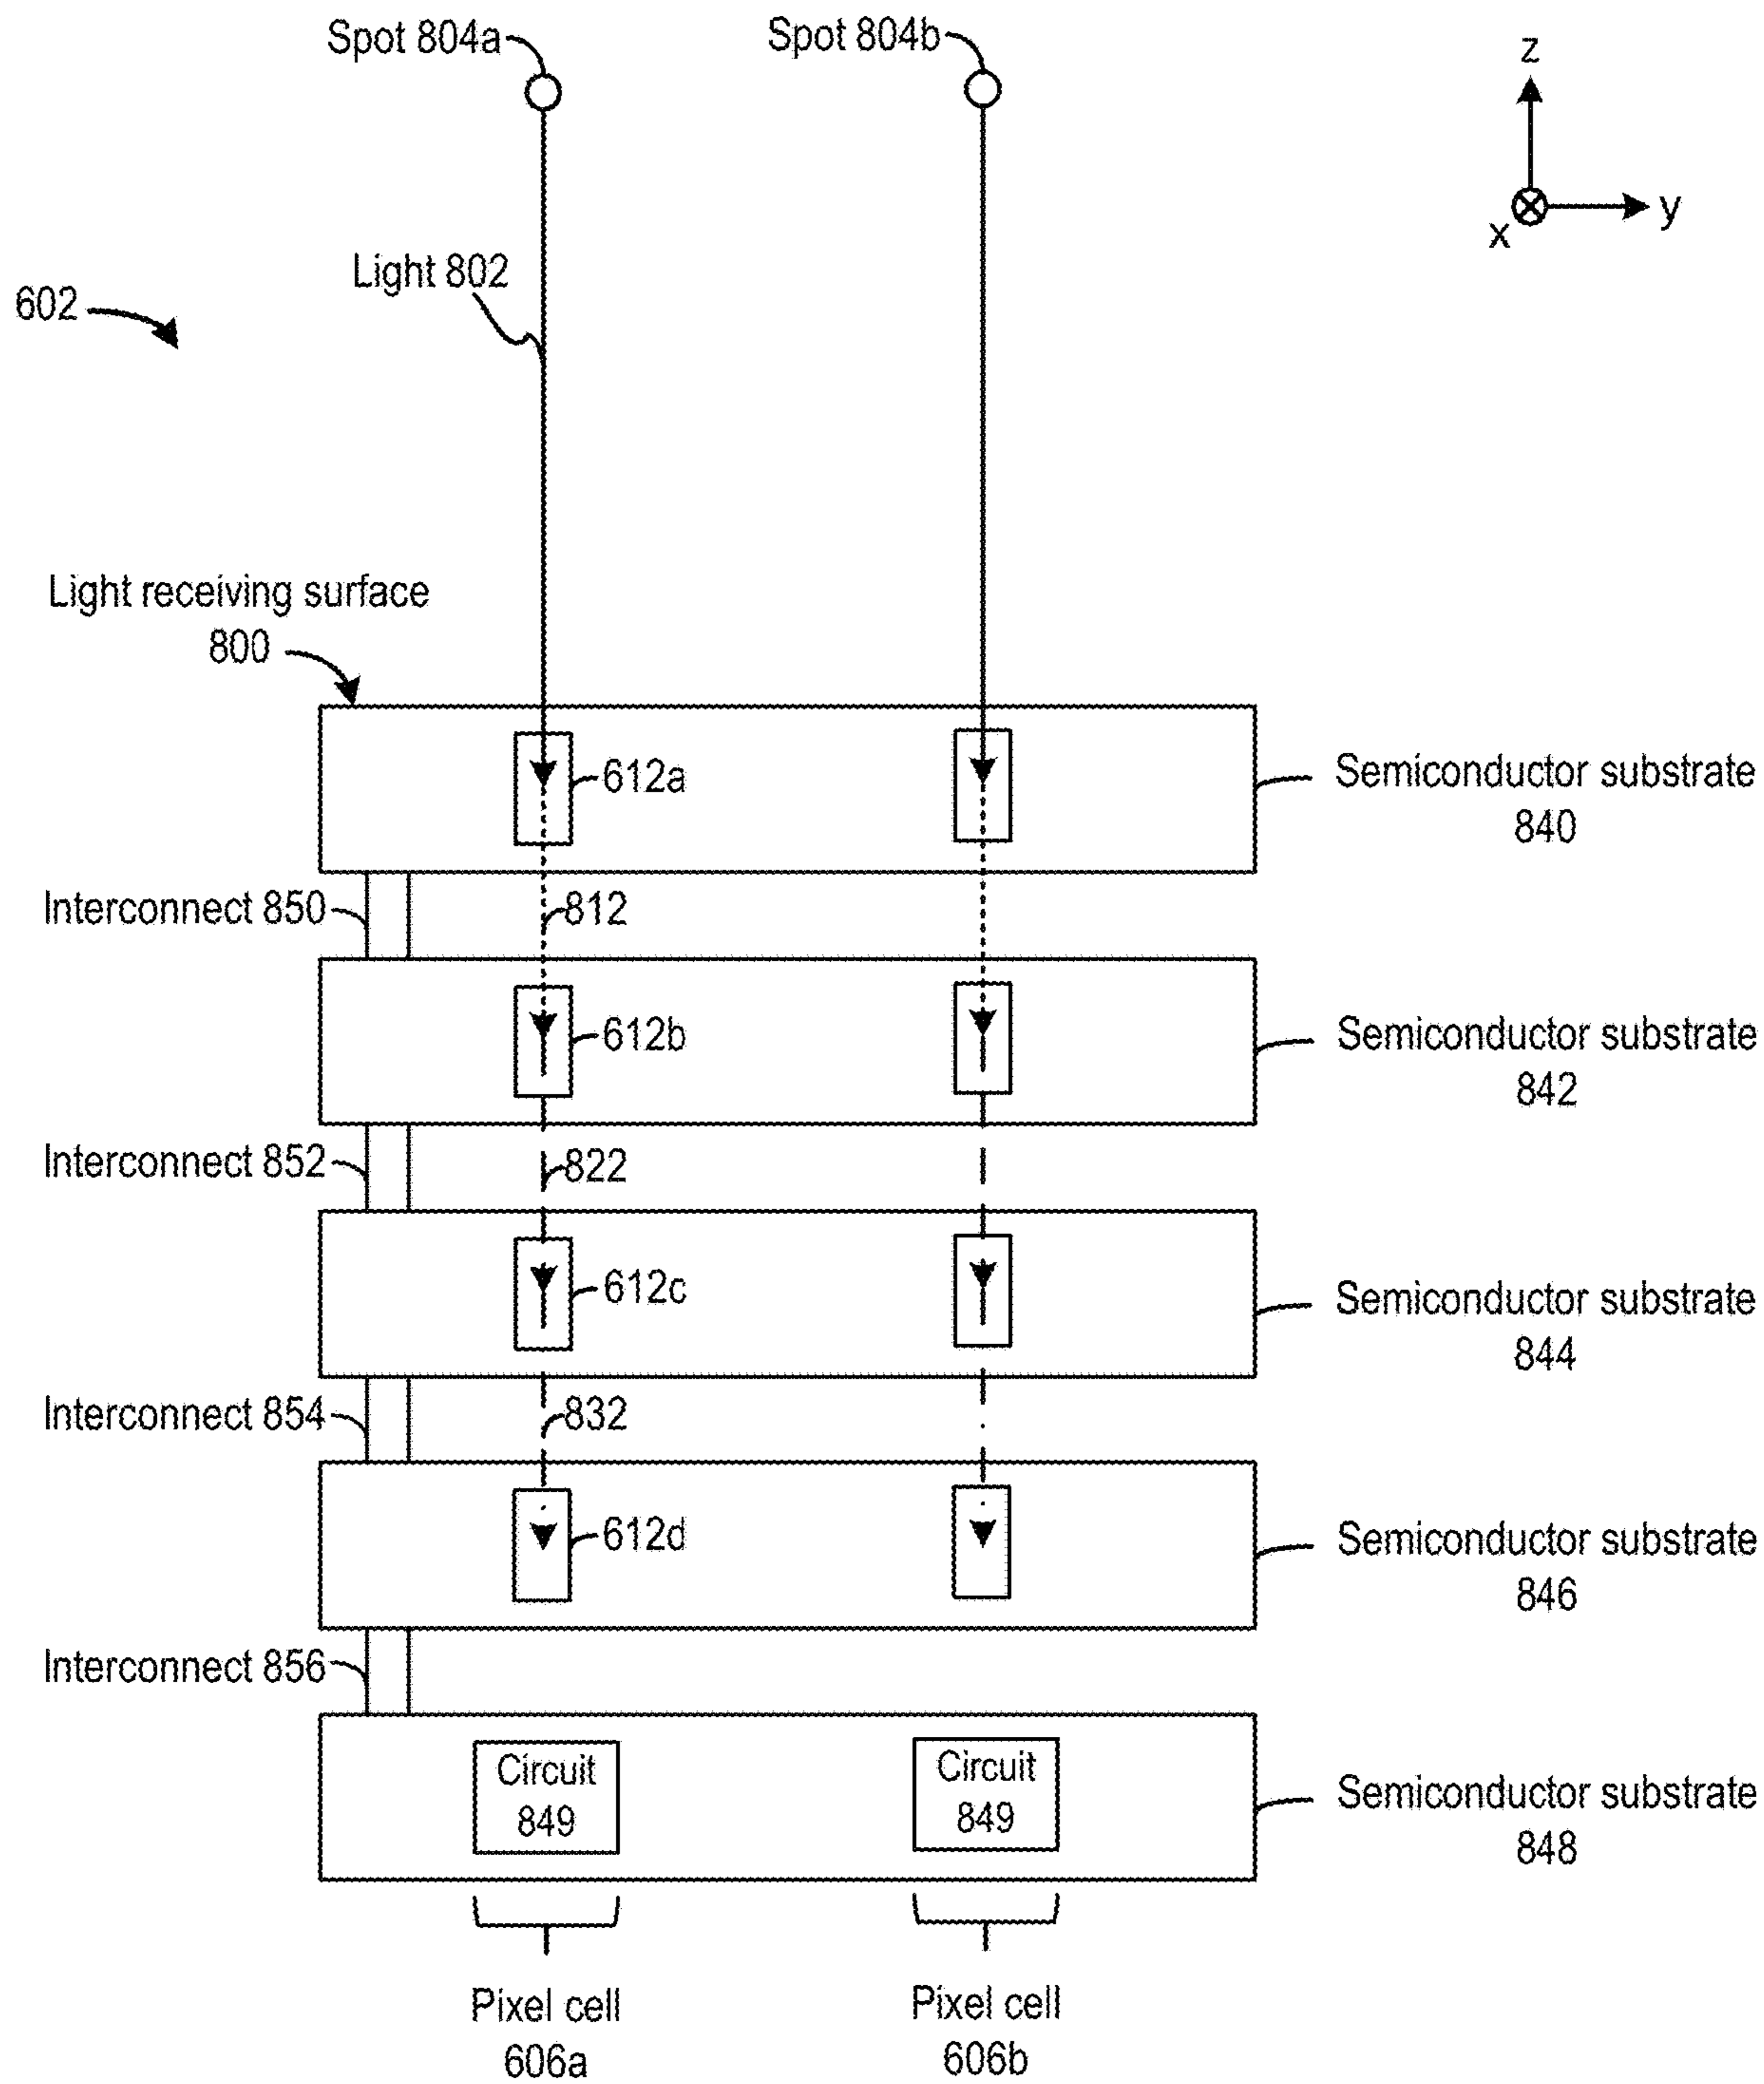 Spot 804a
Spot 804b
z
y
x
Light 802
602
Light receiving surface
800
612a
Semiconductor substrate
840
Interconnect 850
812
612b
Semiconductor substrate
842
Interconnect 852
822
612c
Semiconductor substrate
844
Interconnect 854
832
612d
Semiconductor substrate
846
Interconnect 856
Circuit
849
Circuit
849
Semiconductor substrate
848
Pixel cell
606a
Pixel cell
606b